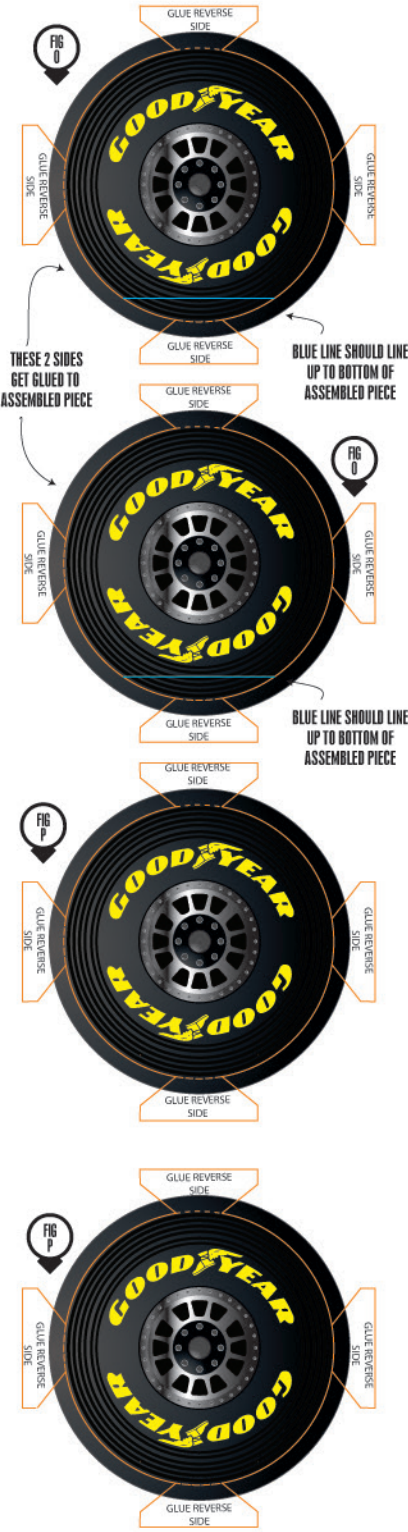 GLUE REVERSE
SIDE
FIG
O
GOODYEAR
GLUE REVERSE
SIDE
GLUE REVERSE
SIDE
GOODYEAR
GLUE REVERSE
SIDE
THESE 2 SIDES
GET GLUED TO
ASSEMBLED PIECE
BLUE LINE SHOULD LINE
UP TO BOTTOM OF
ASSEMBLED PIECE
GLUE REVERSE
SIDE
FIG
O
GOODYEAR
GLUE REVERSE
SIDE
GLUE REVERSE
SIDE
GOODYEAR
GLUE REVERSE
SIDE
BLUE LINE SHOULD LINE
UP TO BOTTOM OF
ASSEMBLED PIECE
GLUE REVERSE
SIDE
FIG
P
GOODYEAR
GLUE REVERSE
SIDE
GLUE REVERSE
SIDE
GOODYEAR
GLUE REVERSE
SIDE
GLUE REVERSE
SIDE
FIG
P
GOODYEAR
GLUE REVERSE
SIDE
GLUE REVERSE
SIDE
GOODYEAR
GLUE REVERSE
SIDE